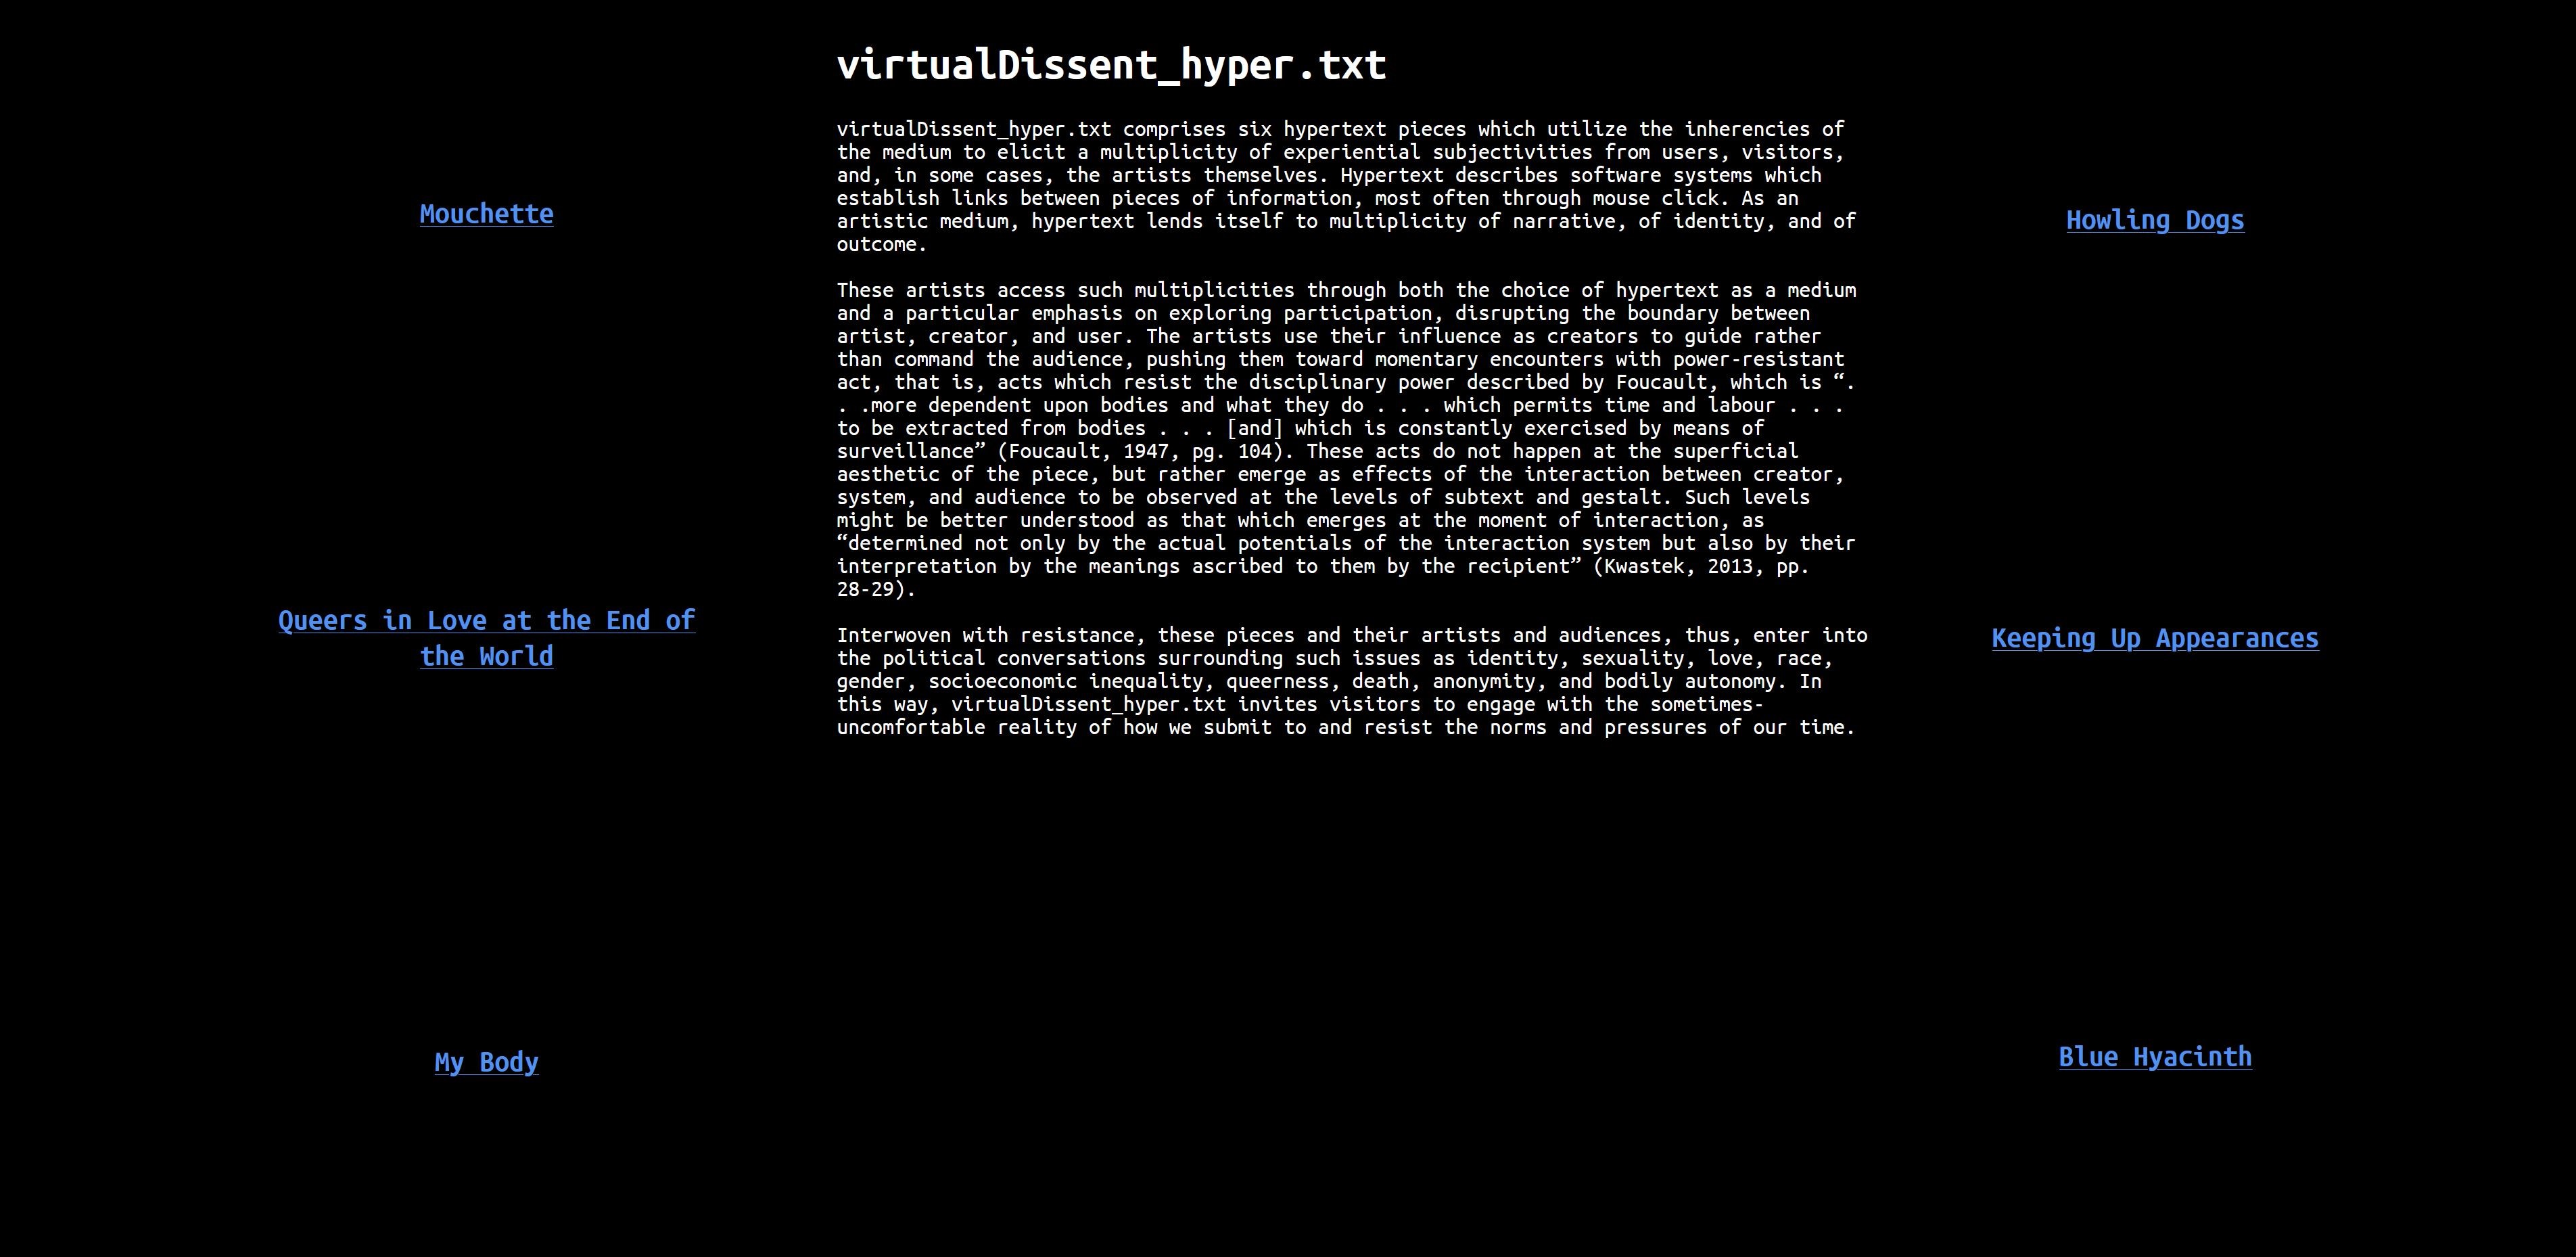 virtualDissent_hyper.txt
virtualDissent_hyper.txt comprises six hypertext pieces which utilize the inherencies of
the medium to elicit a multiplicity of experiential subjectivities from users, visitors,
and, in some cases, the artists themselves. Hypertext describes software systems which
establish links between pieces of information, most often through mouse click. As an
artistic medium, hypertext lends itself to multiplicity of narrative, of identity, and of
outcome.
These artists access such multiplicities through both the choice of hypertext as a medium
and a particular emphasis on exploring participation, disrupting the boundary between
artist, creator, and user. The artists use their influence as creators to guide rather
than command the audience, pushing them toward momentary encounters with power-resistant
act, that is, acts which resist the disciplinary power described by Foucault, which is “.
. .more dependent upon bodies and what they do . . . which permits time and labour . . .
to be extracted from bodies . . . [and] which is constantly exercised by means of
surveillance” (Foucault, 1947, pg. 104). These acts do not happen at the superficial
aesthetic of the piece, but rather emerge as effects of the interaction between creator,
system, and audience to be observed at the levels of subtext and gestalt. Such levels
might be better understood as that which emerges at the moment of interaction, as
“determined not only by the actual potentials of the interaction system but also by their
interpretation by the meanings ascribed to them by the recipient” (Kwastek, 2013, pp.
28-29).
Interwoven with resistance, these pieces and their artists and audiences, thus, enter into
the political conversations surrounding such issues as identity, sexuality, love, race,
gender, socioeconomic inequality, queerness, death, anonymity, and bodily autonomy. In
this way, virtualDissent_hyper.txt invites visitors to engage with the sometimes-
uncomfortable reality of how we submit to and resist the norms and pressures of our time.
Mouchette
Queers in Love at the End of
the World
My Body
Howling Dogs
Keeping Up Appearances
Blue Hyacinth